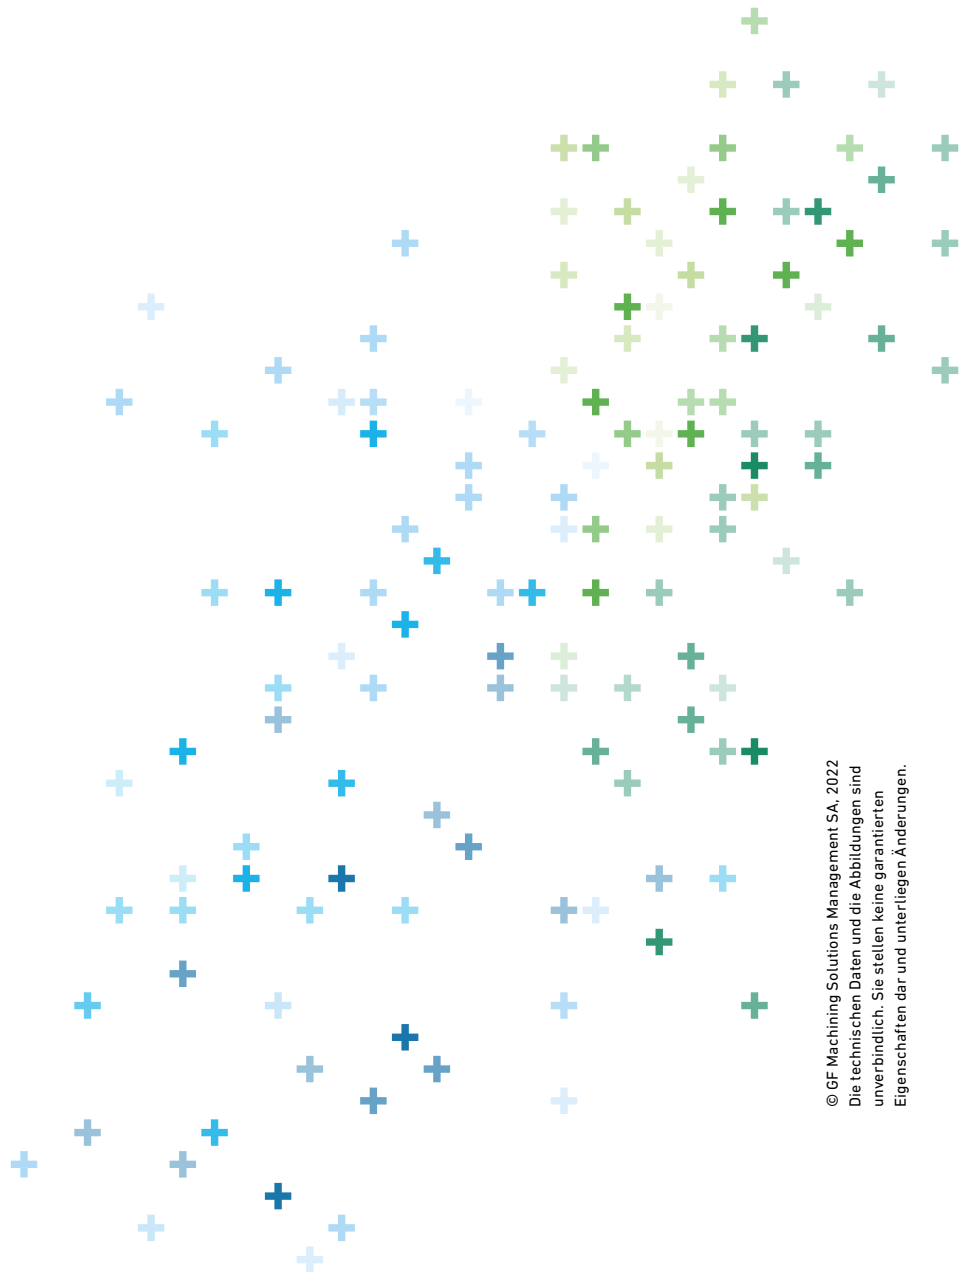 © GF Machining Solutions Management SA, 2022
Die technischen Daten und die Abbildungen sind
unverbindlich. Sie stellen keine garantierten
Eigenschaften dar und unterliegen Änderungen.